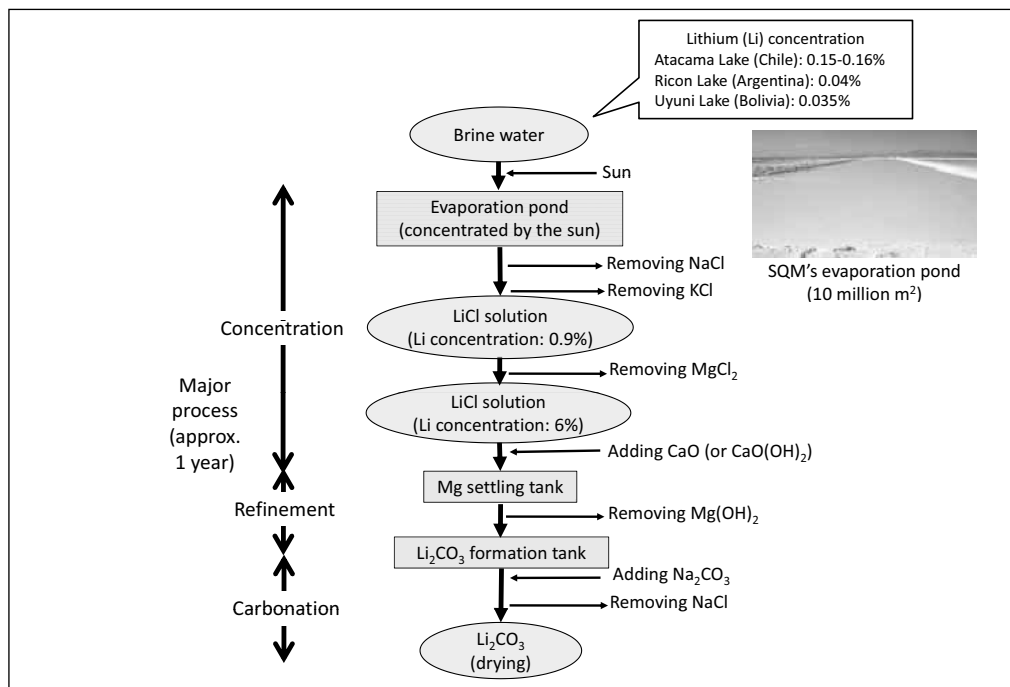 Lithium (Li) concentration
Atacama Lake (Chile): 0.15-0.16%
Ricon Lake (Argentina): 0.04%
Uyuni Lake (Bolivia): 0.035%
Brine water
Sun
Evaporation pond
(concentrated by the sun)
Removing NaCl
Removing KCl
SQM's evaporation pond
(10 million m²)
LiCl solution
(Li concentration: 0.9%)
Concentration
Removing MgCl₂
Major
process
(approx.
1 year)
LiCl solution
(Li concentration: 6%)
Adding CaO (or CaO(OH)₂)
Mg settling tank
Refinement
Removing Mg(OH)₂
Li₂CO₃ formation tank
Adding Na₂CO₃
Carbonation
Removing NaCl
Li₂CO₃
(drying)